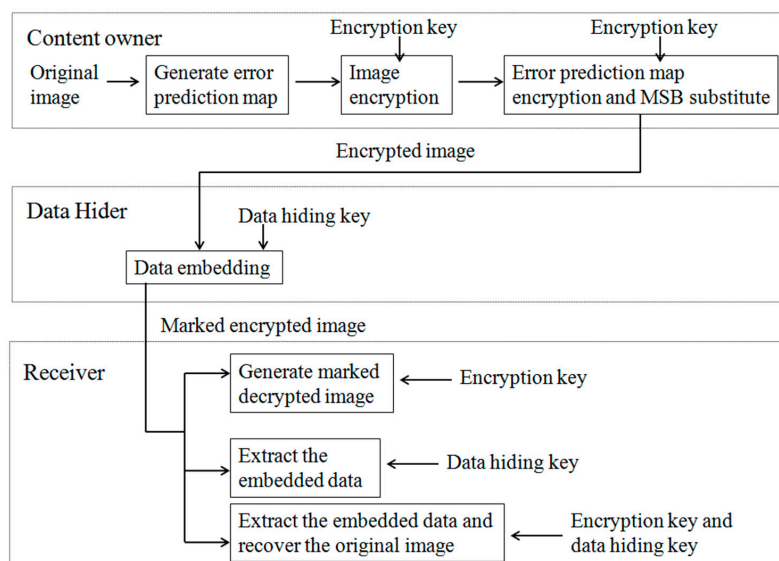 Content owner
Encryption key
Encryption key
Original
image
Generate error
prediction map
Image
encryption
Error prediction map
encryption and MSB substitute
Encrypted image
Data Hider
Data hiding key
Data embedding
Marked encrypted image
Receiver
Generate marked
decrypted image
Encryption key
Extract the
embedded data
Data hiding key
Extract the embedded data and
recover the original image
Encryption key and
data hiding key